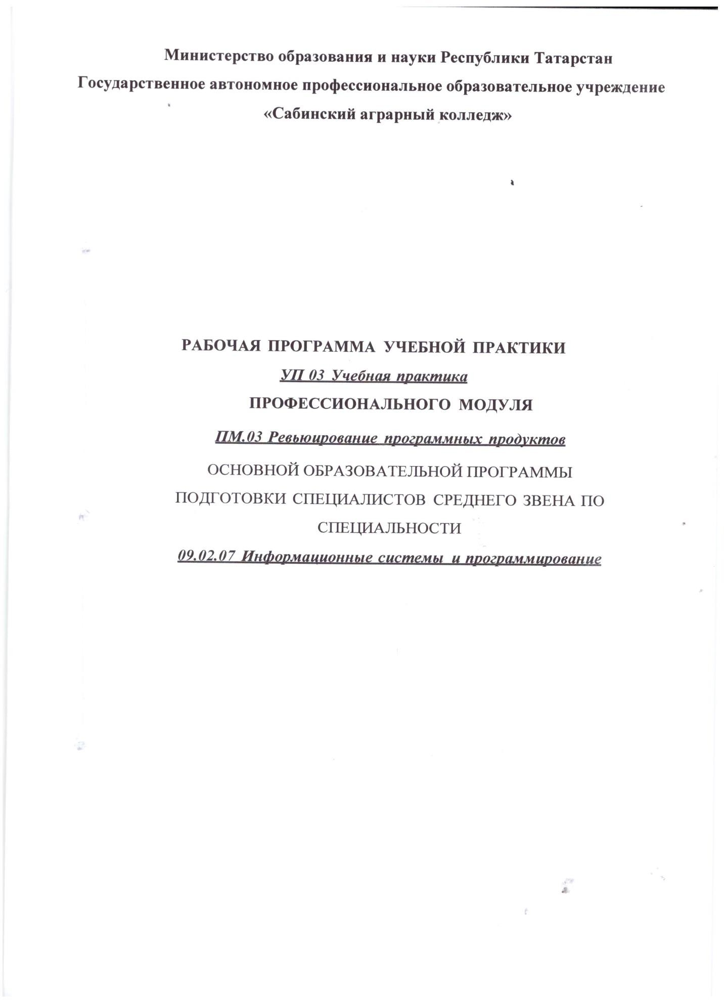 Министерство образования и науки Республики Татарстан
Государственное автономное профессиональное образовательное учреждение
«Сабинский аграрный колледж»
РАБОЧАЯ ПРОГРАММА УЧЕБНОЙ ПРАКТИКИ
УП 03 Учебная практика
ПРОФЕССИОНАЛЬНОГО МОДУЛЯ
ПМ.03 Ревьюирование программных продуктов
ОСНОВНОЙ ОБРАЗОВАТЕЛЬНОЙ ПРОГРАММЫ
ПОДГОТОВКИ СПЕЦИАЛИСТОВ СРЕДНЕГО ЗВЕНА ПО
СПЕЦИАЛЬНОСТИ
09.02.07 Информационные системы и программирование